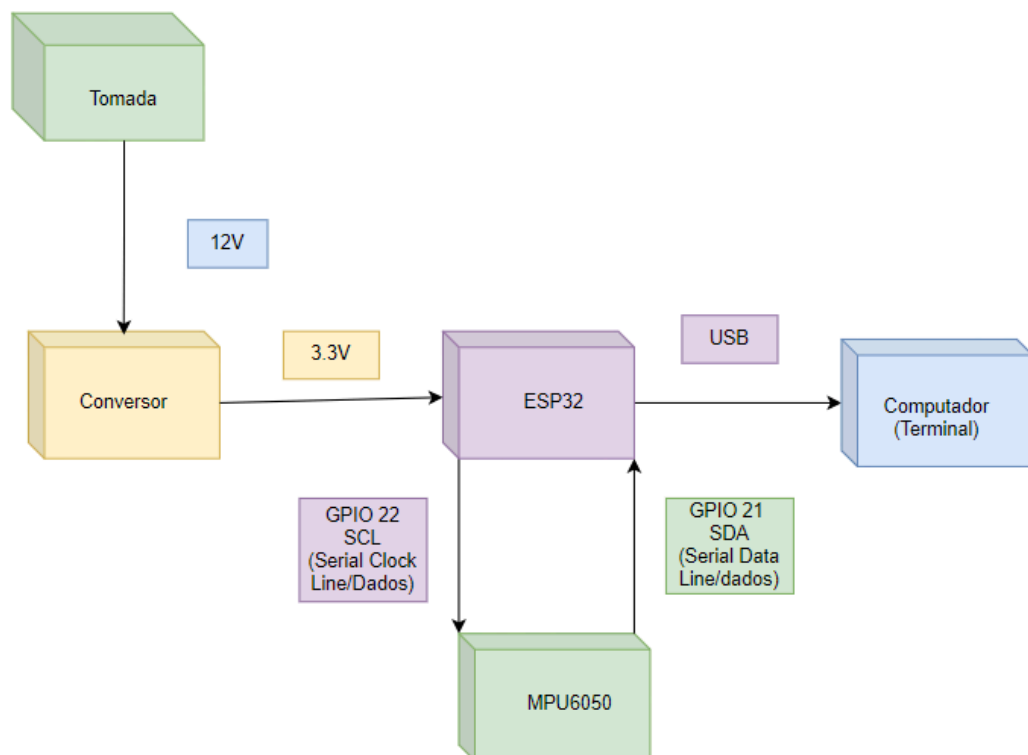 Tomada
12V
3.3V
USB
Conversor
ESP32
Computador
(Terminal)
GPIO 22
SCL
(Serial Clock
Line/Dados)
GPIO 21
SDA
(Serial Data
Line/dados)
MPU6050